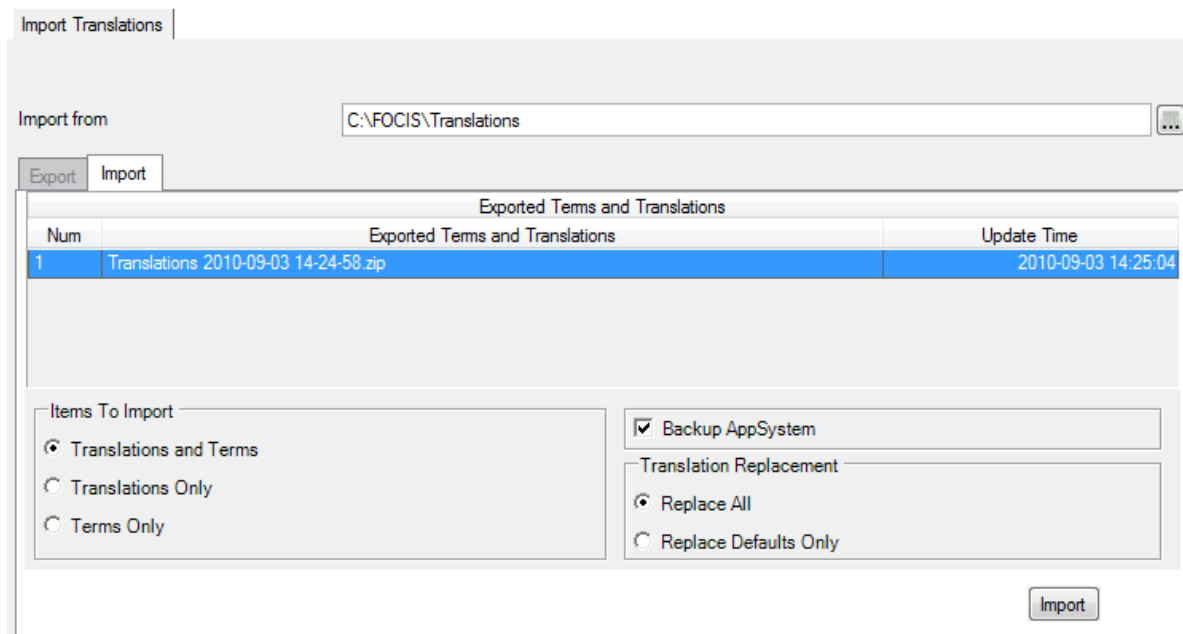 Import Translations
Import from C:\FOCIS\Translations ...
Export Import
Exported Terms and Translations
Num Exported Terms and Translations Update Time
1 Translations 2010-09-03 14-24-58.zip 2010-09-03 14:25:04
Items To Import
Backup AppSystem
Translations and Terms
Translation Replacement
Translations Only
Replace All
Terms Only
Replace Defaults Only
Import